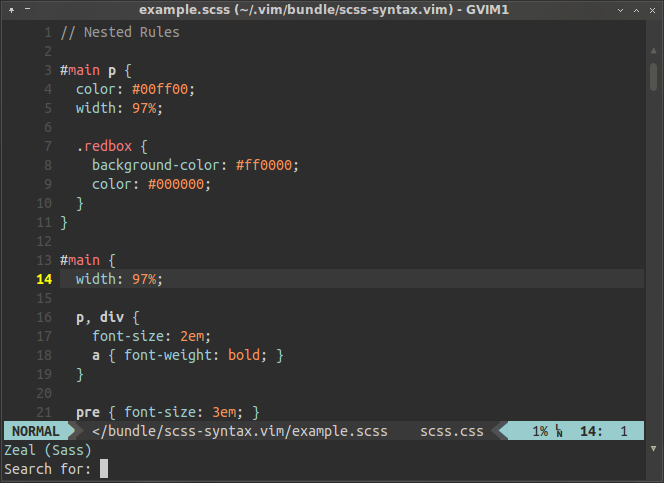 example.scss (~/.vim/bundle/scss-syntax.vim) - GVIM1
1 // Nested Rules
2
3 #main p {
4   color: #00ff00;
5   width: 97%;
6
7   .redbox {
8     background-color: #ff0000;
9     color: #000000;
10   }
11 }
12
13 #main {
14   width: 97%;
15
16   p, div {
17     font-size: 2em;
18     a { font-weight: bold; }
19   }
20
21   pre { font-size: 3em; }
NORMAL </bundle/scss-syntax.vim/example.scss scss.css 1% ␤ 14: 1
Zeal (Sass)
Search for: